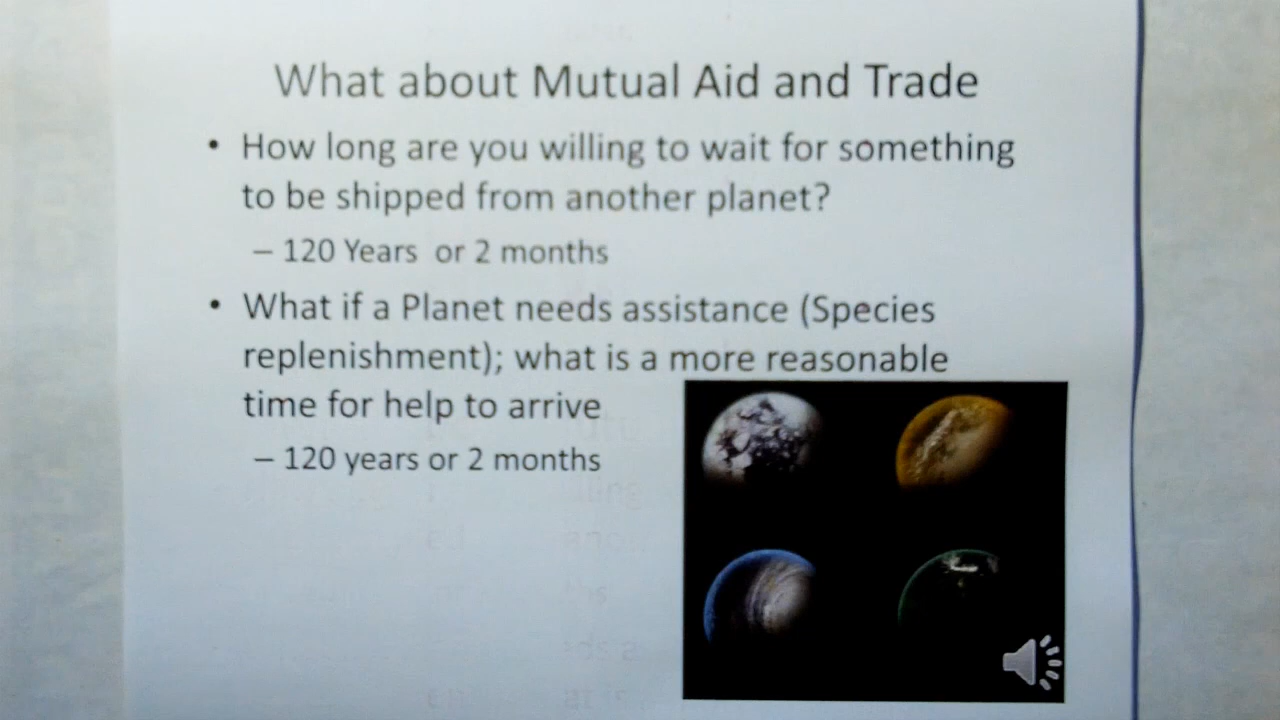 What about Mutual Aid and Trade
• How long are you willing to wait for something
to be shipped from another planet?
– 120 Years or 2 months
• What if a Planet needs assistance (Species
replenishment); what is a more reasonable
time for help to arrive
– 120 years or 2 months